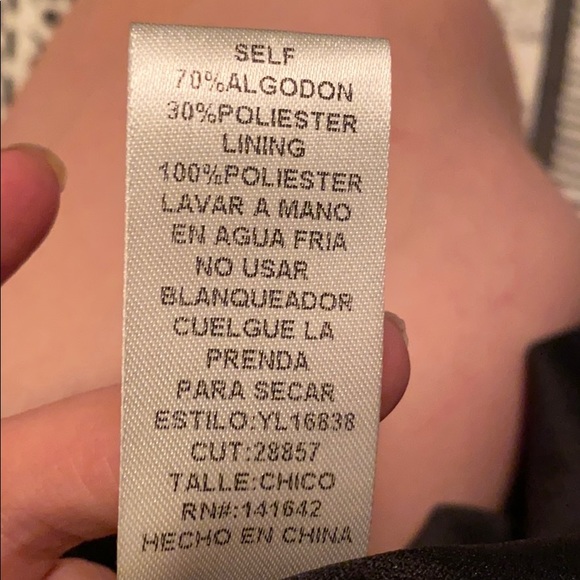 SELF
70%ALGODON
30%POLIESTER
LINING
100%POLIESTER
LAVAR A MANO
EN AGUA FRIA
NO USAR
BLANQUEADOR
CUELGUE LA
PRENDA
PARA SECAR
ESTILO:YL16838
CUT:28857
TALLE:CHICO
RN#:141642
HECHO EN CHINA